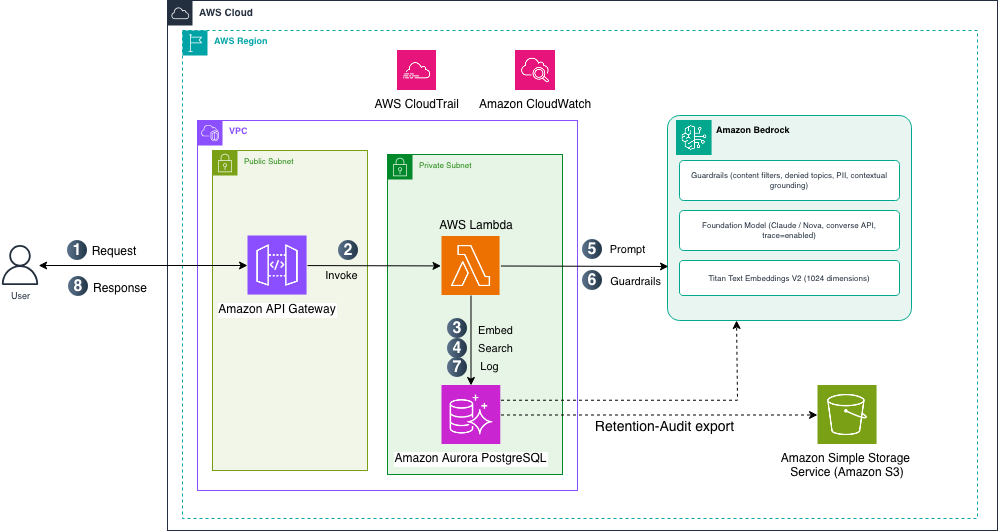 AWS Cloud
AWS Region
AWS CloudTrail
Amazon CloudWatch
VPC
Public Subnet
Private Subnet
Amazon Bedrock
Guardrails (content filters, denied topics, PII, contextual
grounding)
Foundation Model (Claude / Nova, converse API,
trace=enabled)
Titan Text Embeddings V2 (1024 dimensions)
AWS Lambda
1 Request
8 Response
User
2
Invoke
Amazon API Gateway
5 Prompt
6 Guardrails
3 Embed
4 Search
7 Log
Amazon Aurora PostgreSQL
Retention-Audit export
Amazon Simple Storage
Service (Amazon S3)